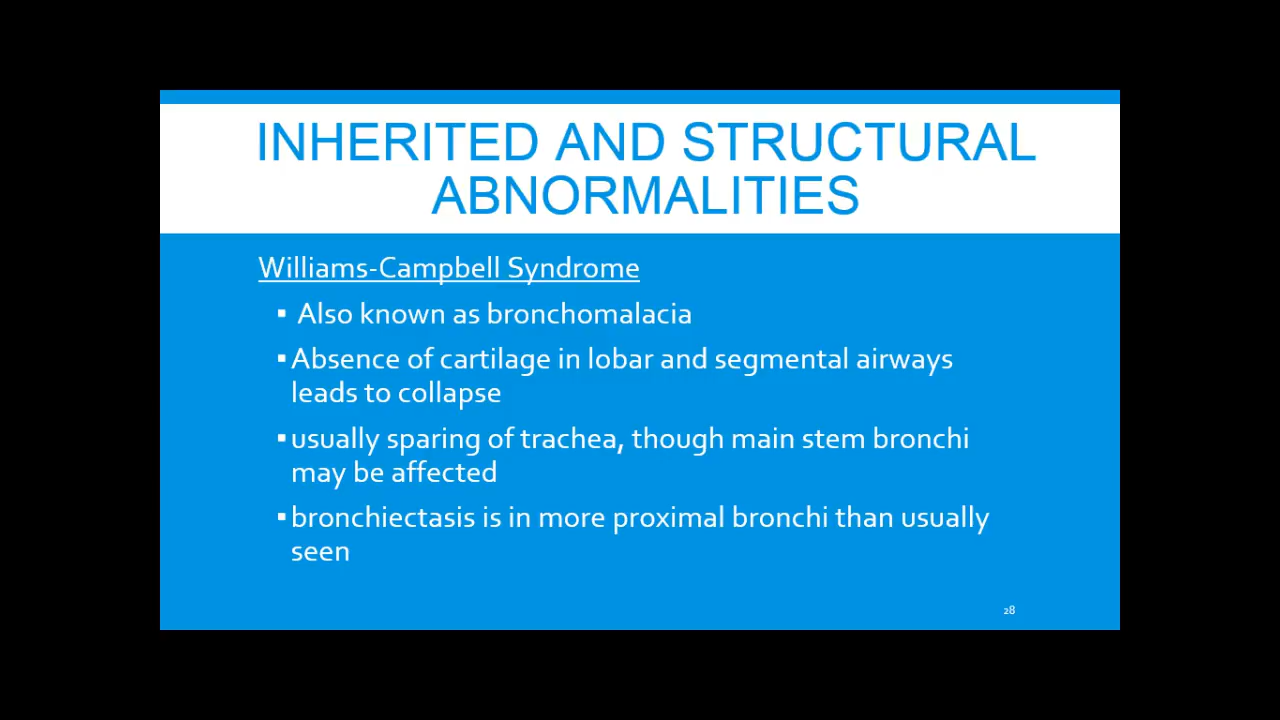 INHERITED AND STRUCTURAL
ABNORMALITIES
Williams-Campbell Syndrome
▪ Also known as bronchomalacia
▪ Absence of cartilage in lobar and segmental airways
leads to collapse
▪ usually sparing of trachea, though main stem bronchi
may be affected
▪ bronchiectasis is in more proximal bronchi than usually
seen
28